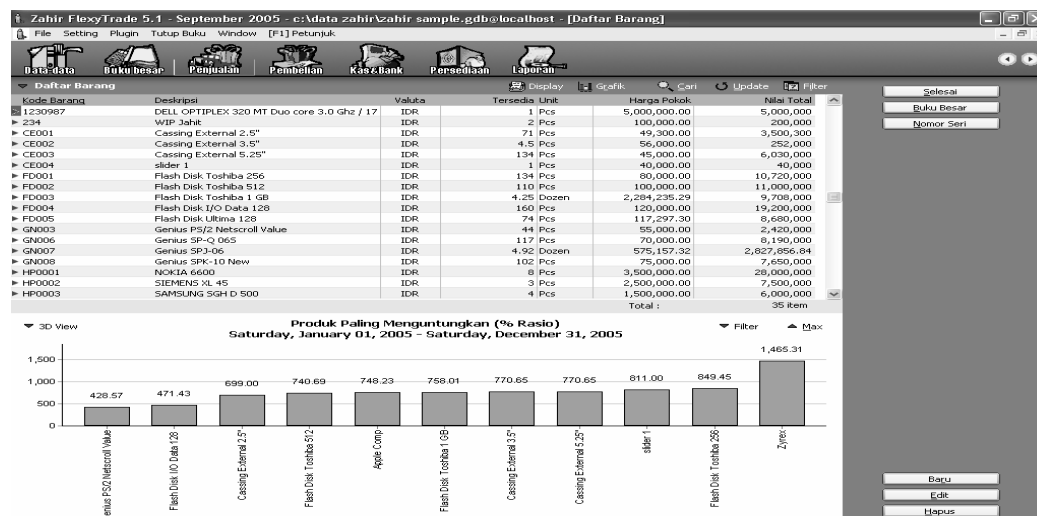 Zahir FlexyTrade 5.1 - September 2005 - c:\data zahir\zahir sample.gdb@localhost - [Daftar Barang]
File Setting Plugin Tutup Buku Window [F1] Petunjuk
Data-data Buku besar Penjualan Pembelian Kas&Bank Persediaan Laporan
Daftar Barang Display Grafik Cari Update Filter
Kode Barang Deskripsi Valuta Tersedia Unit Harga Pokok Nilai Total
1230987 DELL OPTIPLEX 320 MT Duo core 3.0 Ghz / 17 IDR 1 Pcs 5,000,000.00 5,000,000
234 WIP Jahit IDR 2 Pcs 100,000.00 200,000
CE001 Cassing External 2.5" IDR 71 Pcs 49,300.00 3,500,300
CE002 Cassing External 3.5" IDR 4.5 Pcs 56,000.00 252,000
CE003 Cassing External 5.25" IDR 134 Pcs 45,000.00 6,030,000
CE004 slider 1 IDR 1 Pcs 40,000.00 40,000
FD001 Flash Disk Toshiba 256 IDR 134 Pcs 80,000.00 10,720,000
FD002 Flash Disk Toshiba 512 IDR 110 Pcs 100,000.00 11,000,000
FD003 Flash Disk Toshiba 1 GB IDR 4.25 Dozen 2,284,235.29 9,708,000
FD004 Flash Disk I/O Data 128 IDR 160 Pcs 120,000.00 19,200,000
FD005 Flash Disk Ultima 128 IDR 74 Pcs 117,297.30 8,680,000
GN003 Genius PS/2 Netscroll Value IDR 44 Pcs 55,000.00 2,420,000
GN006 Genius SP-Q 06S IDR 117 Pcs 70,000.00 8,190,000
GN007 Genius SPJ-06 IDR 4.92 Dozen 575,157.32 2,827,856.84
GN008 Genius SPK-10 New IDR 102 Pcs 75,000.00 7,650,000
HP0001 NOKIA 6600 IDR 8 Pcs 3,500,000.00 28,000,000
HP0002 SIEMENS XL 45 IDR 3 Pcs 2,500,000.00 7,500,000
HP0003 SAMSUNG SGH D 500 IDR 4 Pcs 1,500,000.00 6,000,000
Total : 35 item
Selesai
Buku Besar
Nomor Seri
3D View Produk Paling Menguntungkan (% Rasio) Filter Max
Saturday, January 01, 2005 - Saturday, December 31, 2005
1,500
1,000
500
0
428.57 471.43 699.00 740.69 748.23 758.01 770.65 770.65 811.00 849.45 1,465.31
enius PS/2 Netscroll Value
Flash Disk I/O Data 128
Cassing External 2.5"
Flash Disk Toshiba 512
Apple Comp
Flash Disk Toshiba 1 GB
Cassing External 3.5"
Cassing External 5.25"
slider 1
Flash Disk Toshiba 256
Zyrex
Baru
Edit
Hapus